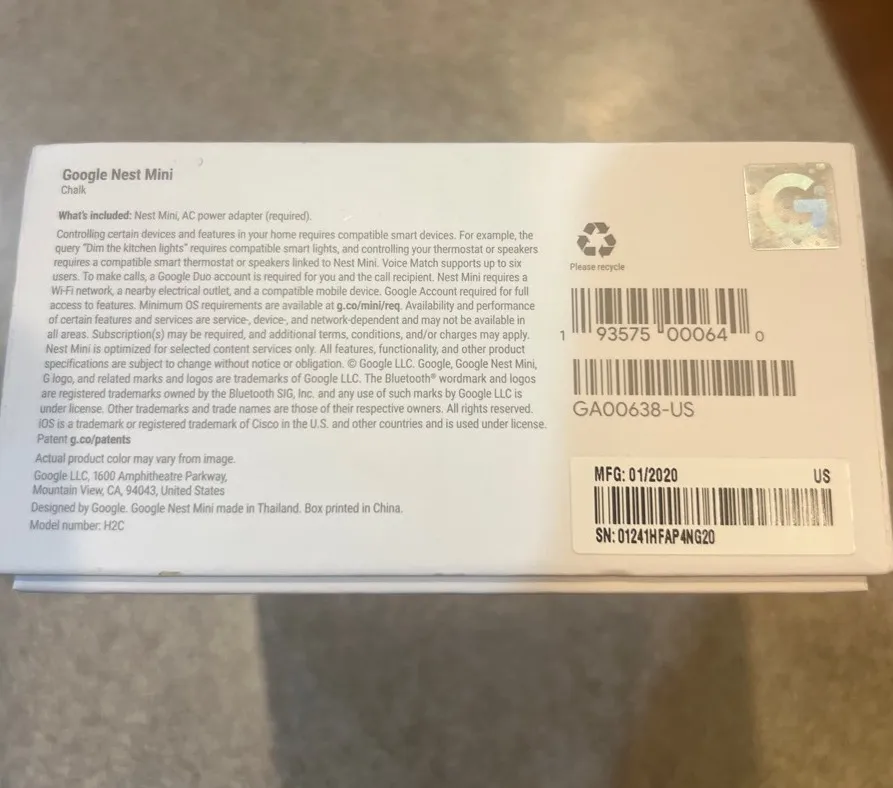 Google Nest Mini
Chalk
What's included: Nest Mini, AC power adapter (required).
Controlling certain devices and features in your home requires compatible smart devices. For example, the
query "Dim the kitchen lights" requires compatible smart lights, and controlling your thermostat or speakers
requires a compatible smart thermostat or speakers linked to Nest Mini. Voice Match supports up to six
users. To make calls, a Google Duo account is required for you and the call recipient. Nest Mini requires a
Wi-Fi network, a nearby electrical outlet, and a compatible mobile device. Google Account required for full
access to features. Minimum OS requirements are available at g.co/mini/req. Availability and performance
of certain features and services are service-, device-, and network-dependent and may not be available in
all areas. Subscription(s) may be required, and additional terms, conditions, and/or charges may apply.
Nest Mini is optimized for selected content services only. All features, functionality, and other product
specifications are subject to change without notice or obligation. © Google LLC. Google, Google Nest Mini,
G logo, and related marks and logos are trademarks of Google LLC. The Bluetooth® wordmark and logos
are registered trademarks owned by the Bluetooth SIG, Inc. and any use of such marks by Google LLC is
under license. Other trademarks and trade names are those of their respective owners. All rights reserved.
iOS is a trademark or registered trademark of Cisco in the U.S. and other countries and is used under license.
Patent g.co/patents
Actual product color may vary from image.
Google LLC, 1600 Amphitheatre Parkway,
Mountain View, CA, 94043, United States
Designed by Google. Google Nest Mini made in Thailand. Box printed in China.
Model number: H2C
G
Please recycle
1 93575 00064 0
GA00638-US
MFG: 01/2020 US
SN: 01241HFAP4NG20